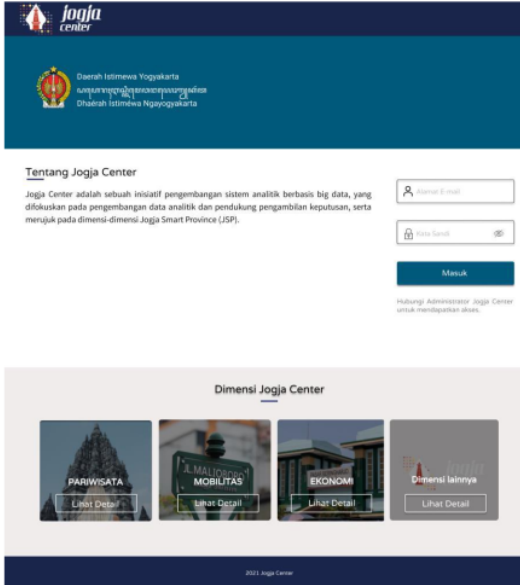 jogja
center
Daerah Istimewa Yogyakarta
Dhaérah Istiméwa Ngayogyakarta
Tentang Jogja Center
Jogja Center adalah sebuah inisiatif pengembangan sistem analitik berbasis big data, yang
difokuskan pada pengembangan data analitik dan pendukung pengambilan keputusan, serta
merujuk pada dimensi-dimensi Jogja Smart Province (JSP).
Alamat E-mail
Kata Sandi
Masuk
Hubungi Administrator Jogja Center
untuk mendapatkan akses.
Dimensi Jogja Center
JL.MALIOBORO
PARIWISATA
MOBILITAS
EKONOMI
Dimensi lainnya
Lihat Detail
Lihat Detail
Lihat Detail
Lihat Detail
2021 Jogja Center